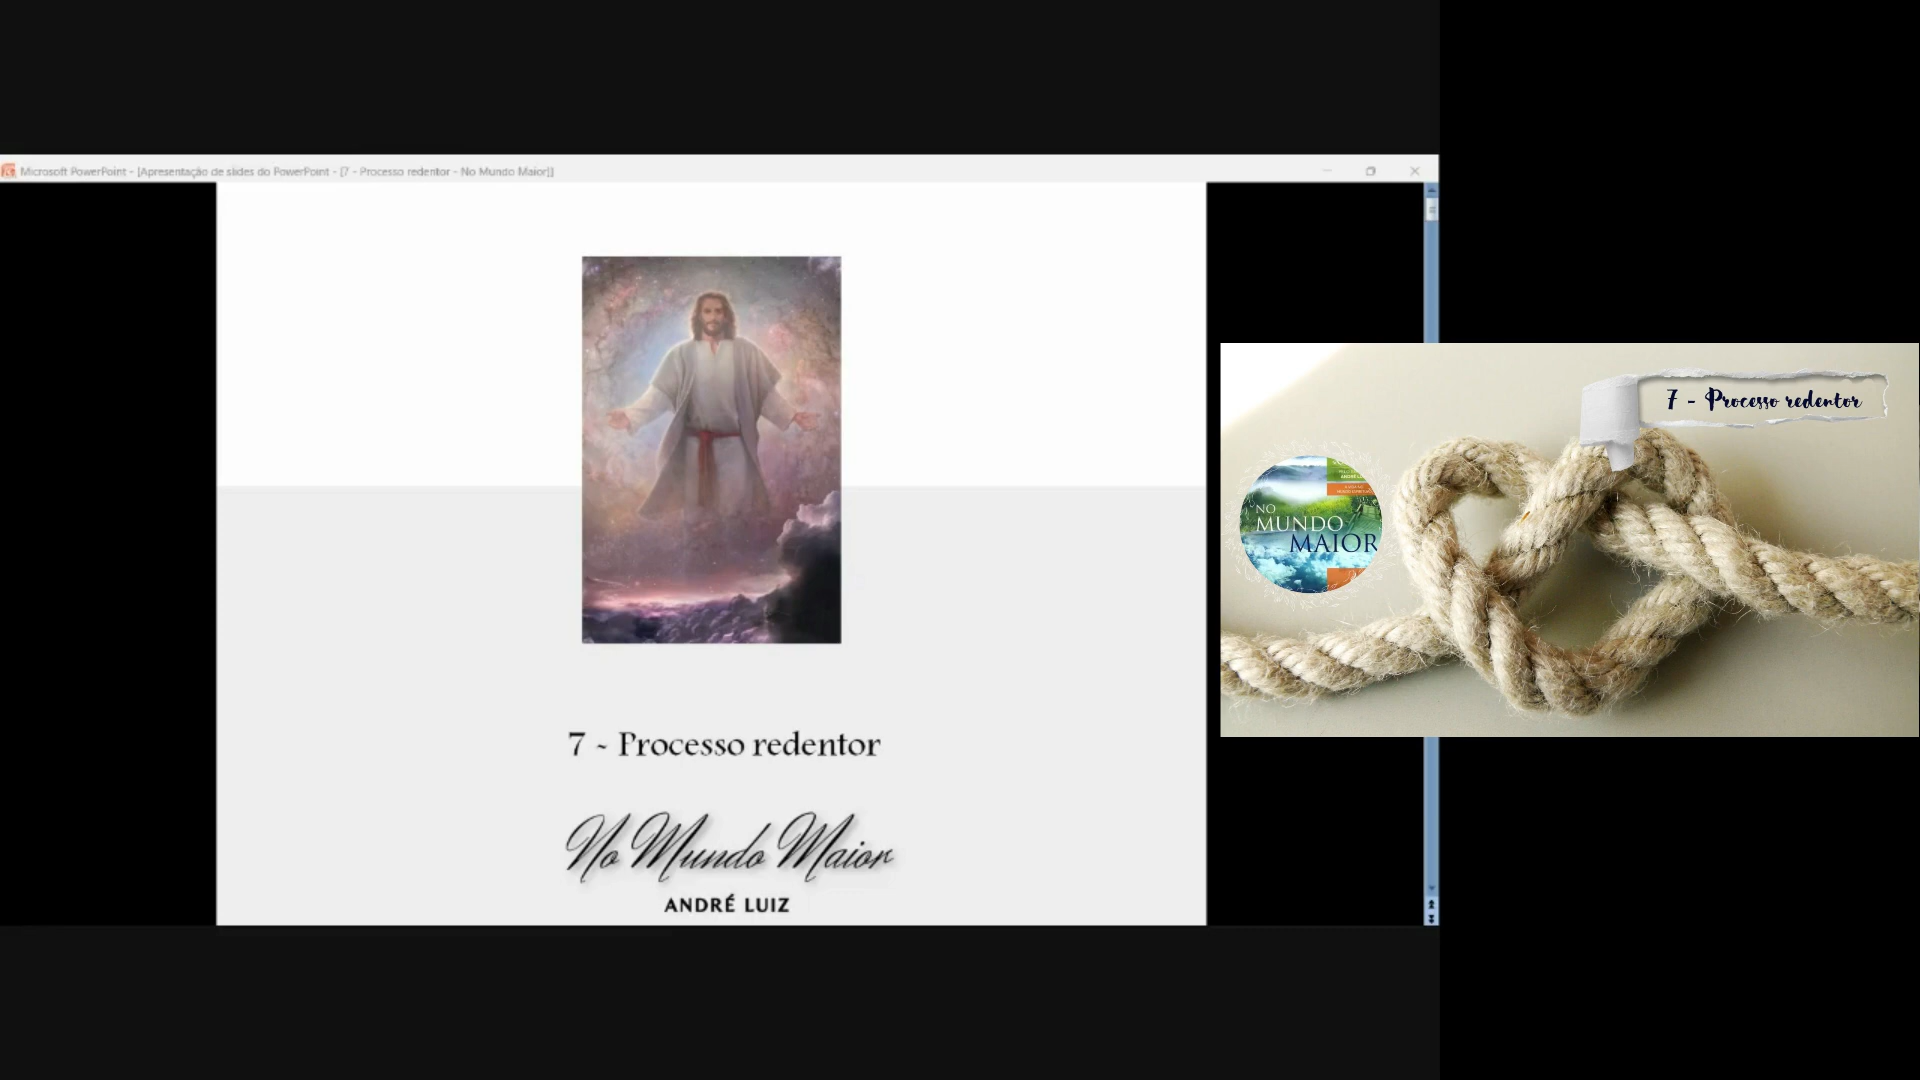 Microsoft PowerPoint - [Apresentação de slides do PowerPoint - [7 - Processo redentor - No Mundo Maior]]
7 - Processo redentor
NO
MUNDO
MAIOR
7 - Processo redentor
No Mundo Maior
ANDRÉ LUIZ